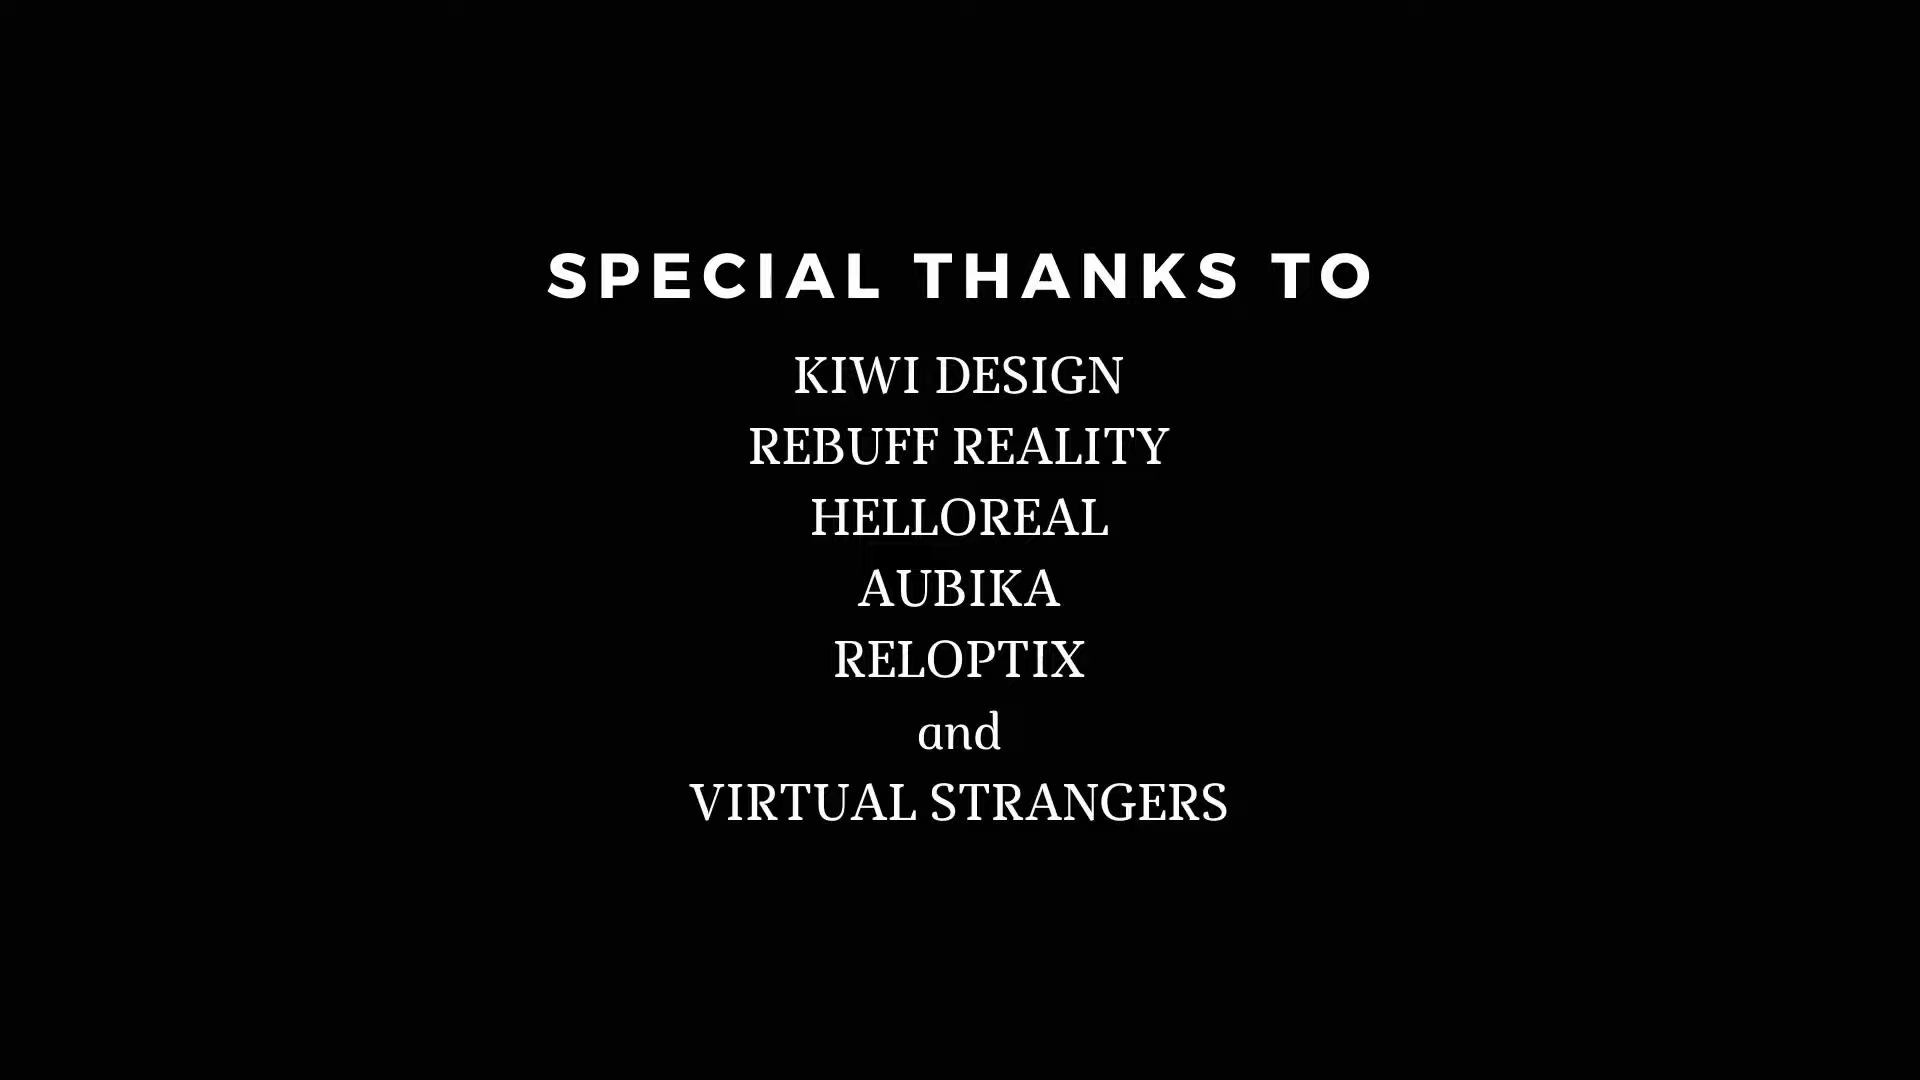 SPECIAL THANKS TO
KIWI DESIGN
REBUFF REALITY
HELLOREAL
AUBIKA
RELOPTIX
and
VIRTUAL STRANGERS